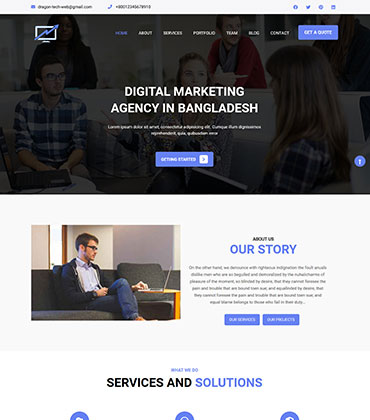 dragon-tech-web@gmail.com +80012345678910
HOME ABOUT SERVICES PORTFOLIO TEAM BLOG CONTACT GET A QUOTE
DIGITAL MARKETING
AGENCY IN BANGLADESH
Lorem ipsum dolor sit amet, consectetur adipisicing elit. Cumque illum dignissimos
reprehenderit, quia, quibusdam error
GETTING STARTED
ABOUT US
OUR STORY
On the other hand, we denounce with righteous indignation the fault anuals
dislike men who are so beguiled and demoralized by the nuhaicharms of
pleasure of the moment, so blinded by desire, that they cannot foresee the
pain and trouble that are bound toen sue; and equallcvled by desire, that
they cannot foresee the pain and trouble that are bound toen sue; and
equal blame belongs to those who fail in their duty...
OUR SERVICES OUR PROJECTS
WHAT WE DO
SERVICES AND SOLUTIONS